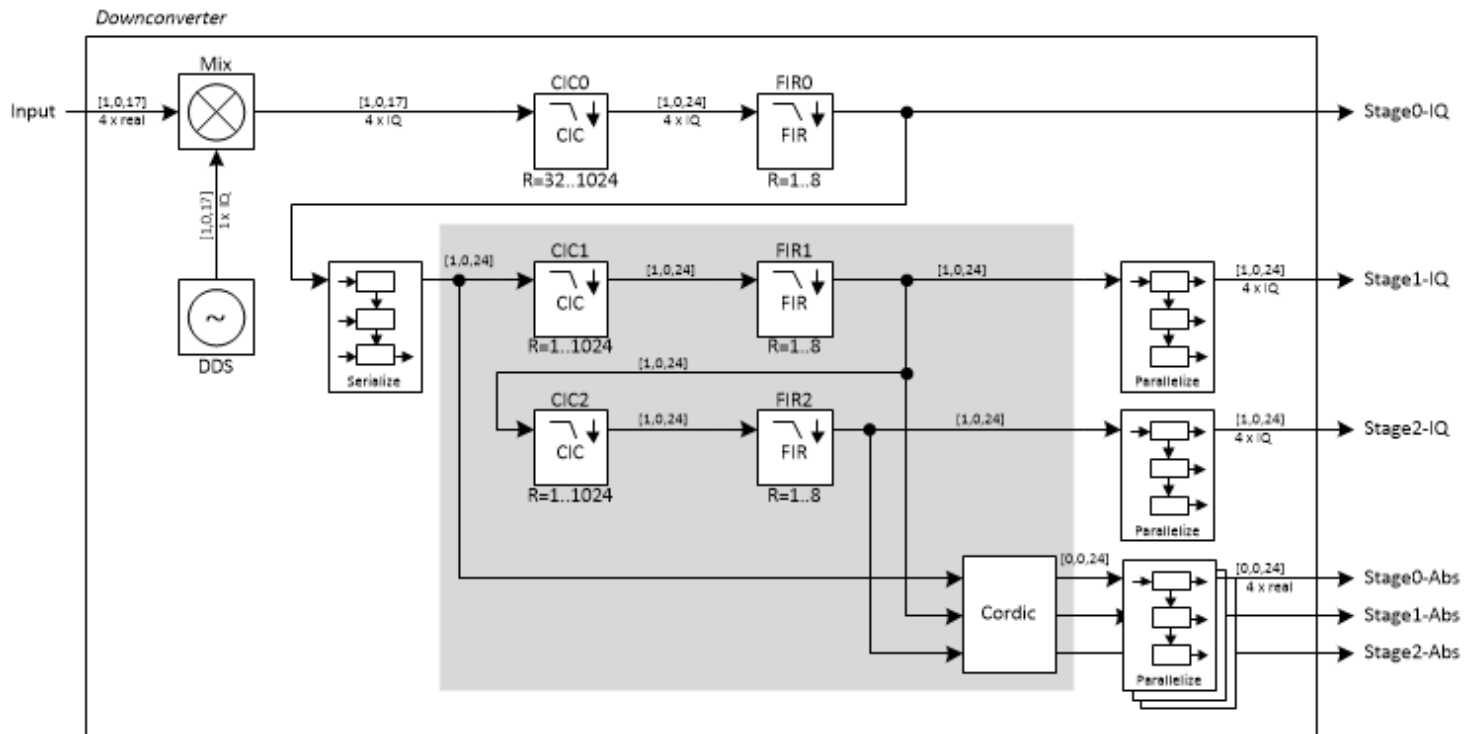 Downconverter
Mix
CIC0
FIR0
Input
[1,0,17]
4 x real
[1,0,17]
4 x IQ
CIC
[1,0,24]
4 x IQ
FIR
Stage0-IQ
R=32..1024
R=1..8
[1,0,17]
1 x IQ
~
DDS
Serialize
[1,0,24]
CIC1
CIC
R=1..1024
[1,0,24]
FIR1
FIR
R=1..8
[1,0,24]
Parallelize
[1,0,24]
4 x IQ
Stage1-IQ
[1,0,24]
CIC2
CIC
R=1..1024
[1,0,24]
FIR2
FIR
R=1..8
[1,0,24]
Parallelize
[1,0,24]
4 x IQ
Stage2-IQ
Cordic
[0,0,24]
Parallelize
[0,0,24]
4 x real
Stage0-Abs
Stage1-Abs
Stage2-Abs